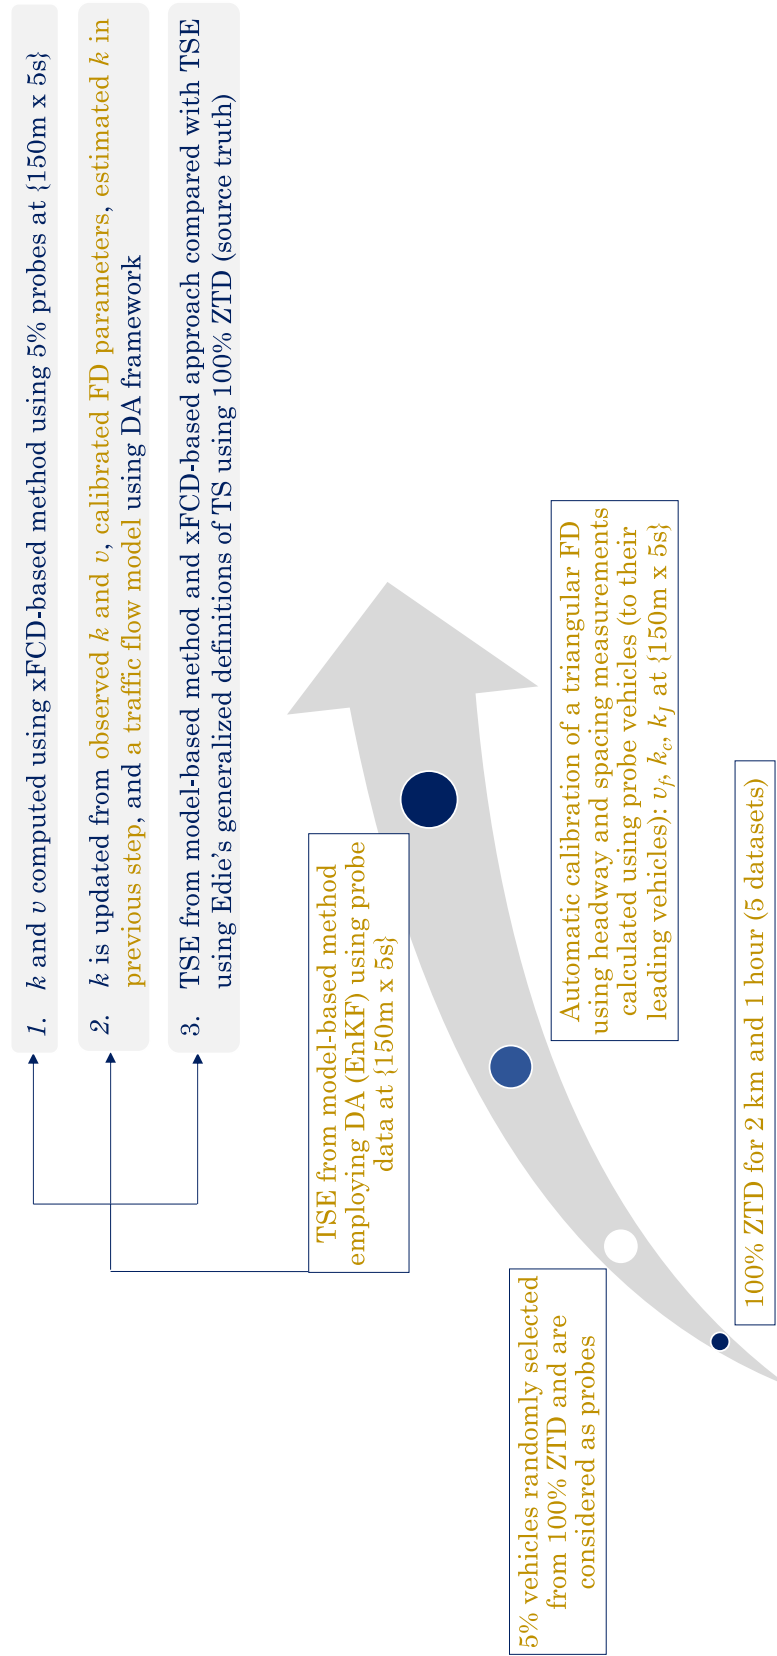 1. k and v computed using xFCD-based method using 5% probes at {150m x 5s}
2. k is updated from observed k and v, calibrated FD parameters, estimated k in
previous step, and a traffic flow model using DA framework
3. TSE from model-based method and xFCD-based approach compared with TSE
using Edie's generalized definitions of TS using 100% ZTD (source truth)
TSE from model-based method
employing DA (EnKF) using probe
data at {150m x 5s}
5% vehicles randomly selected
from 100% ZTD and are
considered as probes
Automatic calibration of a triangular FD
using headway and spacing measurements
calculated using probe vehicles (to their
leading vehicles): v_f, k_c, k_J at {150m x 5s}
100% ZTD for 2 km and 1 hour (5 datasets)